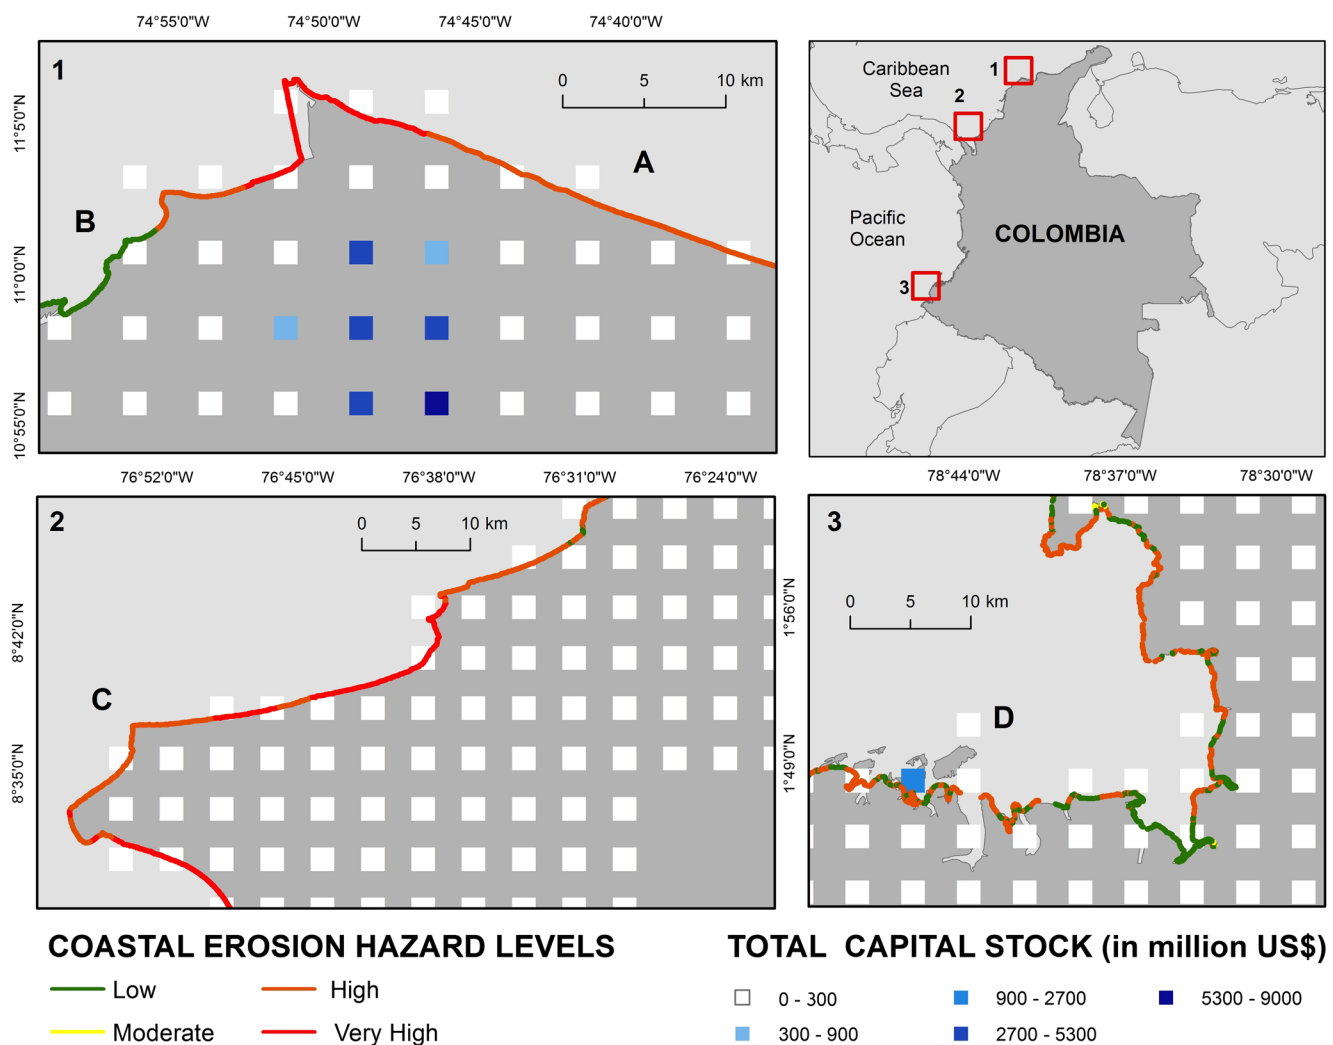 74°55'0"W 74°50'0"W 74°45'0"W 74°40'0"W
1
0 5 10 km
11°5'0"N
A
B
11°0'0"N
10°55'0"N
Caribbean
Sea
1
2
Pacific
Ocean
COLOMBIA
3
76°52'0"W 76°45'0"W 76°38'0"W 76°31'0"W 76°24'0"W
2
0 5 10 km
8°42'0"N
C
8°35'0"N
78°44'0"W 78°37'0"W 78°30'0"W
3
0 5 10 km
1°56'0"N
D
1°49'0"N
COASTAL EROSION HAZARD LEVELS
Low
High
Moderate
Very High
TOTAL CAPITAL STOCK (in million US$)
0 - 300
900 - 2700
5300 - 9000
300 - 900
2700 - 5300